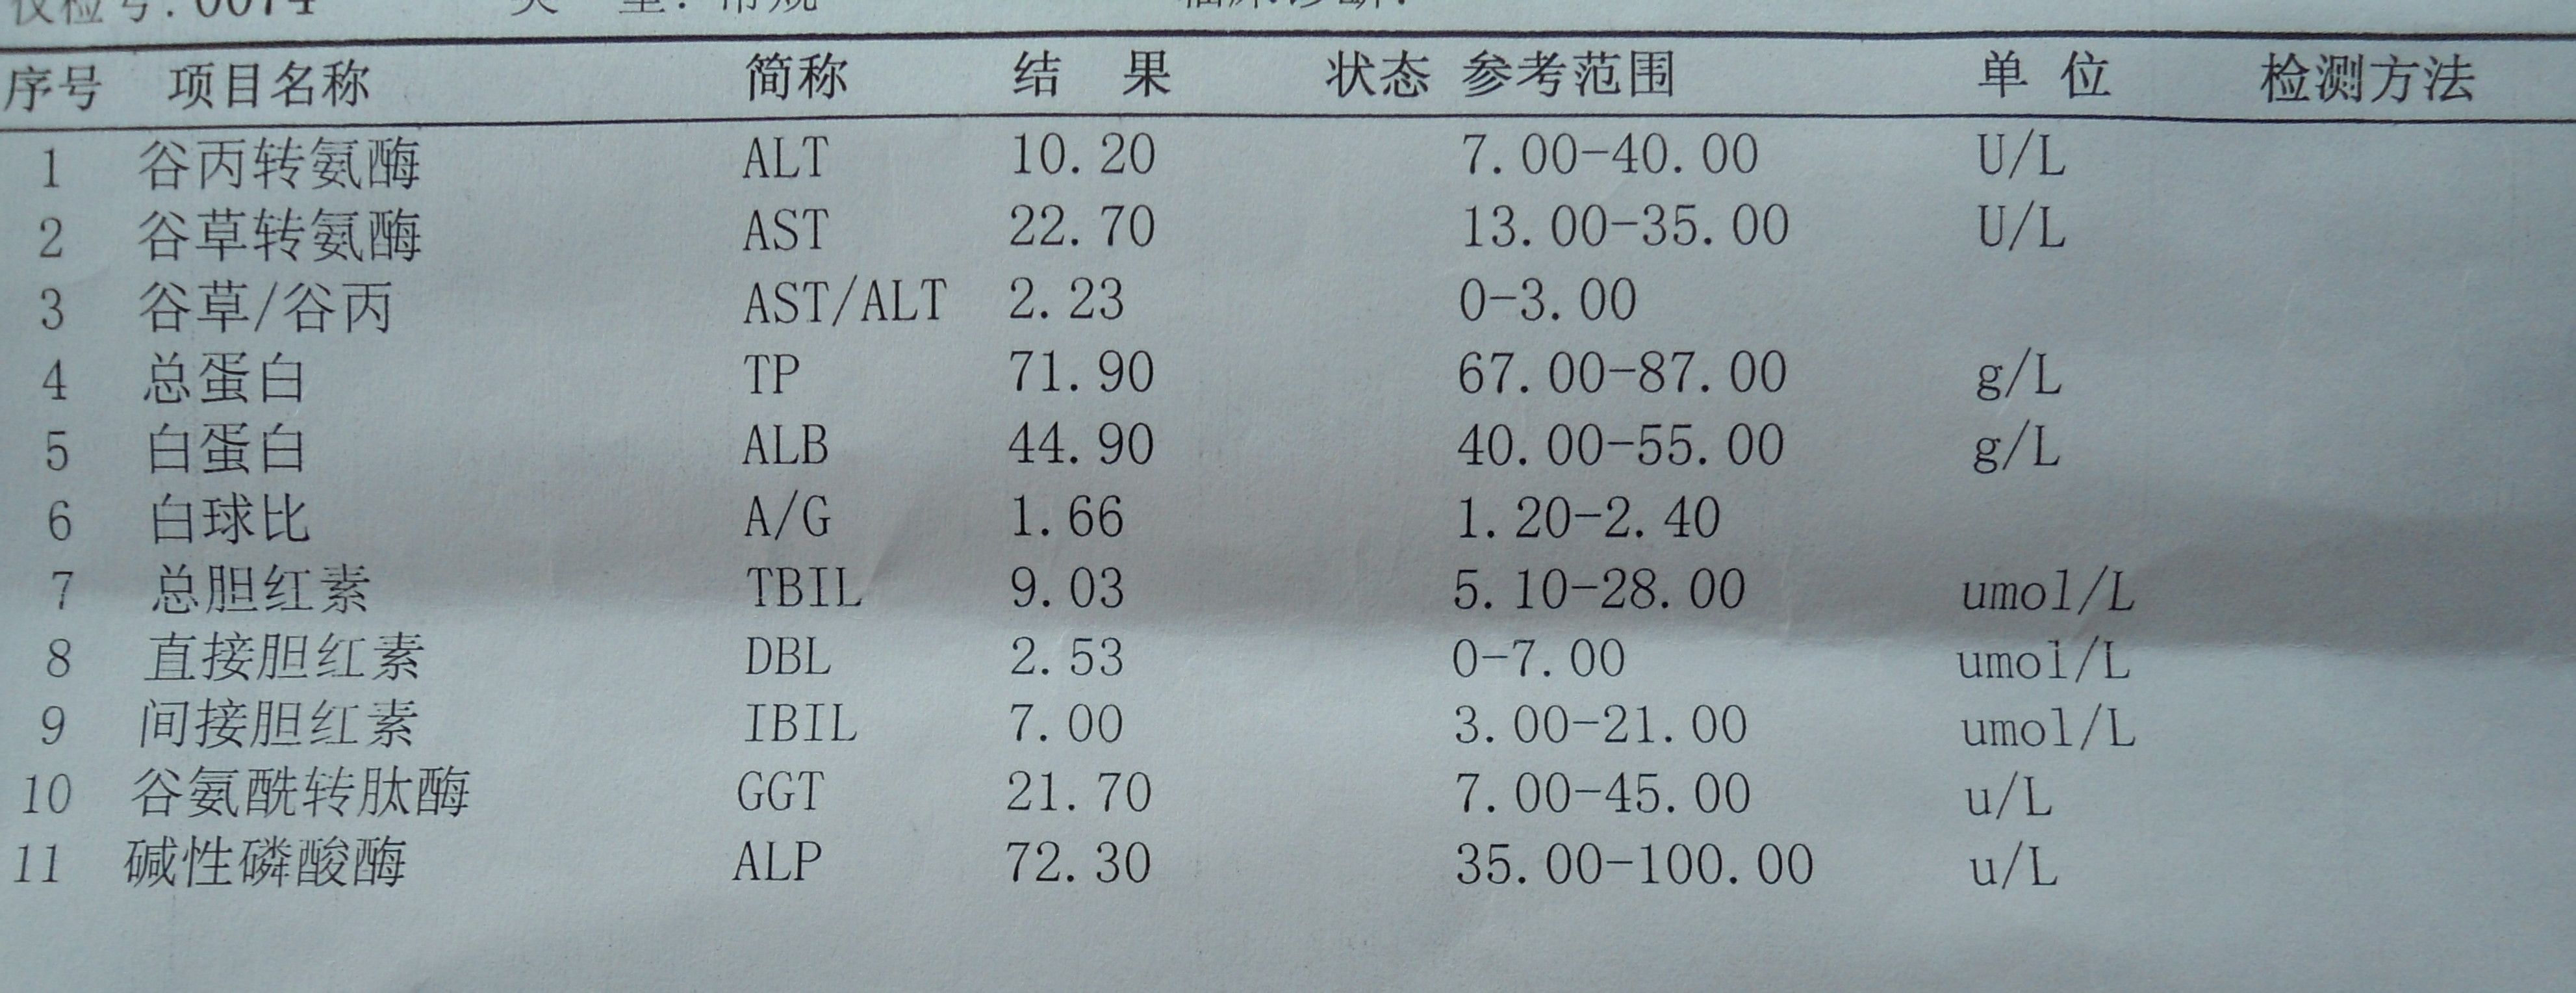 仪检号:0074 类 型:常规 临床诊断:
序号 项目名称 简称 结 果 状态 参考范围 单 位 检测方法
1 谷丙转氨酶 ALT 10.20 7.00-40.00 U/L
2 谷草转氨酶 AST 22.70 13.00-35.00 U/L
3 谷草/谷丙 AST/ALT 2.23 0-3.00
4 总蛋白 TP 71.90 67.00-87.00 g/L
5 白蛋白 ALB 44.90 40.00-55.00 g/L
6 白球比 A/G 1.66 1.20-2.40
7 总胆红素 TBIL 9.03 5.10-28.00 umol/L
8 直接胆红素 DBL 2.53 0-7.00 umol/L
9 间接胆红素 IBIL 7.00 3.00-21.00 umol/L
10 谷氨酰转肽酶 GGT 21.70 7.00-45.00 u/L
11 碱性磷酸酶 ALP 72.30 35.00-100.00 u/L